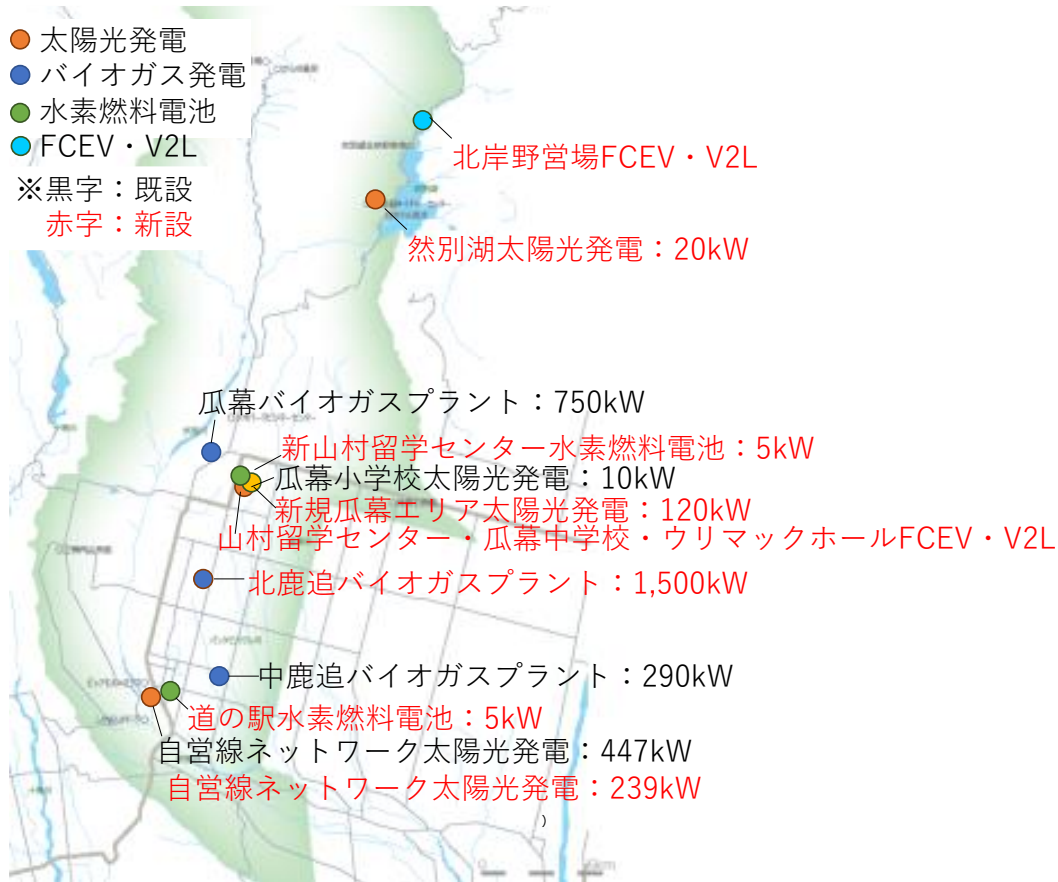 太陽光発電
バイオガス発電
水素燃料電池
FCEV・V2L
※黒字：既設
赤字：新設
北岸野営場FCEV・V2L
然別湖太陽光発電：20kW
瓜幕バイオガスプラント：750kW
新山村留学センター水素燃料電池：5kW
瓜幕小学校太陽光発電：10kW
新規瓜幕エリア太陽光発電：120kW
山村留学センター・瓜幕中学校・ウリマックホールFCEV・V2L
北鹿追バイオガスプラント：1,500kW
中鹿追バイオガスプラント：290kW
道の駅水素燃料電池：5kW
自営線ネットワーク太陽光発電：447kW
自営線ネットワーク太陽光発電：239kW
)